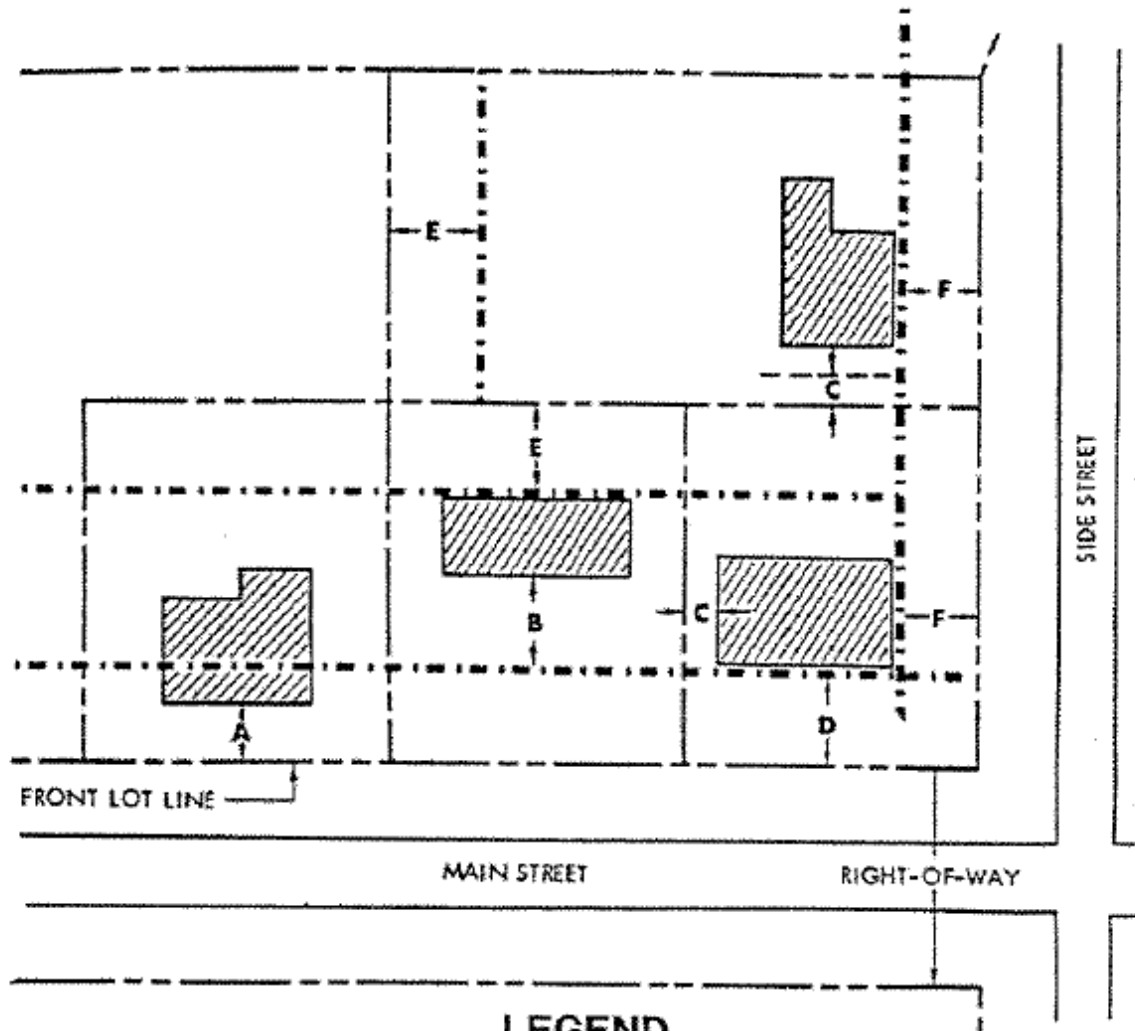 E
F
C
E
SIDE STREET
B
C
F
A
D
FRONT LOT LINE
MAIN STREET
RIGHT-OF-WAY
LEGEND